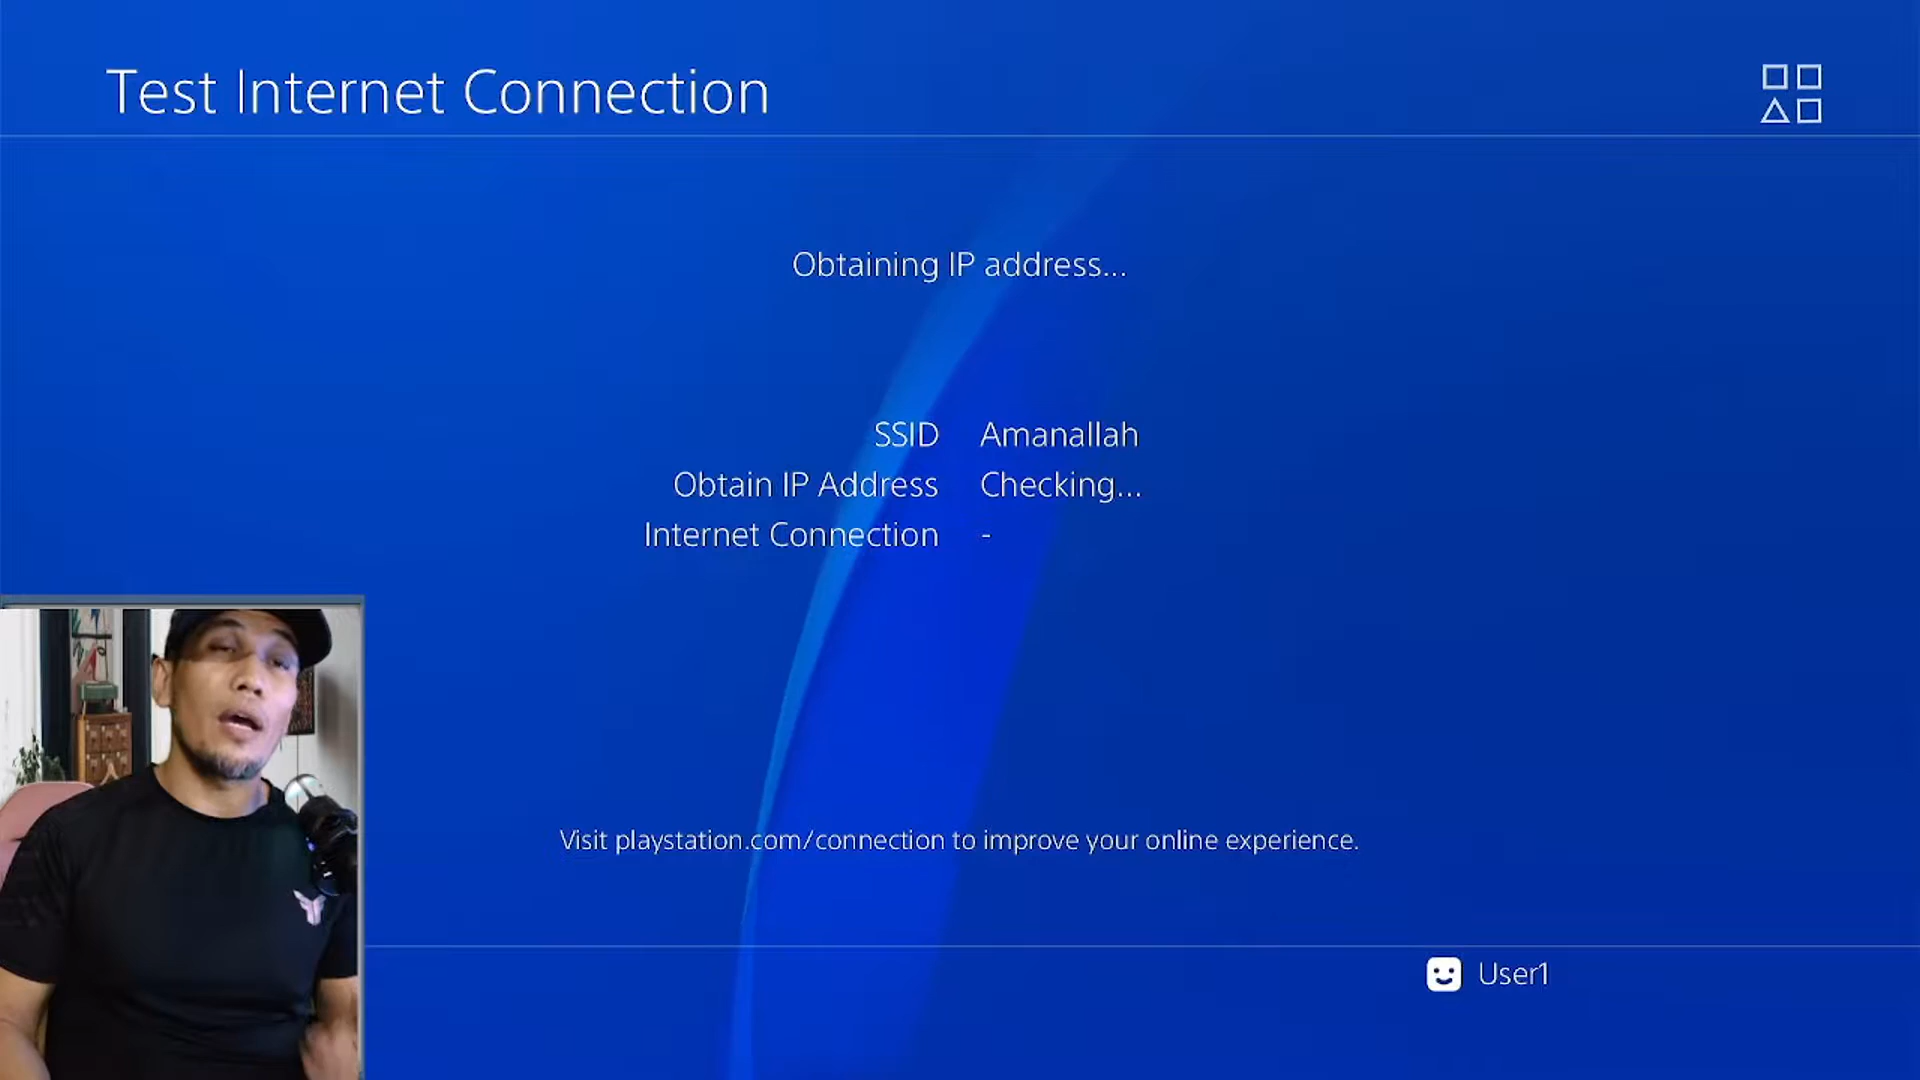 Test Internet Connection
Obtaining IP address...
SSID Amanallah
Obtain IP Address Checking...
Internet Connection -
Visit playstation.com/connection to improve your online experience.
User1